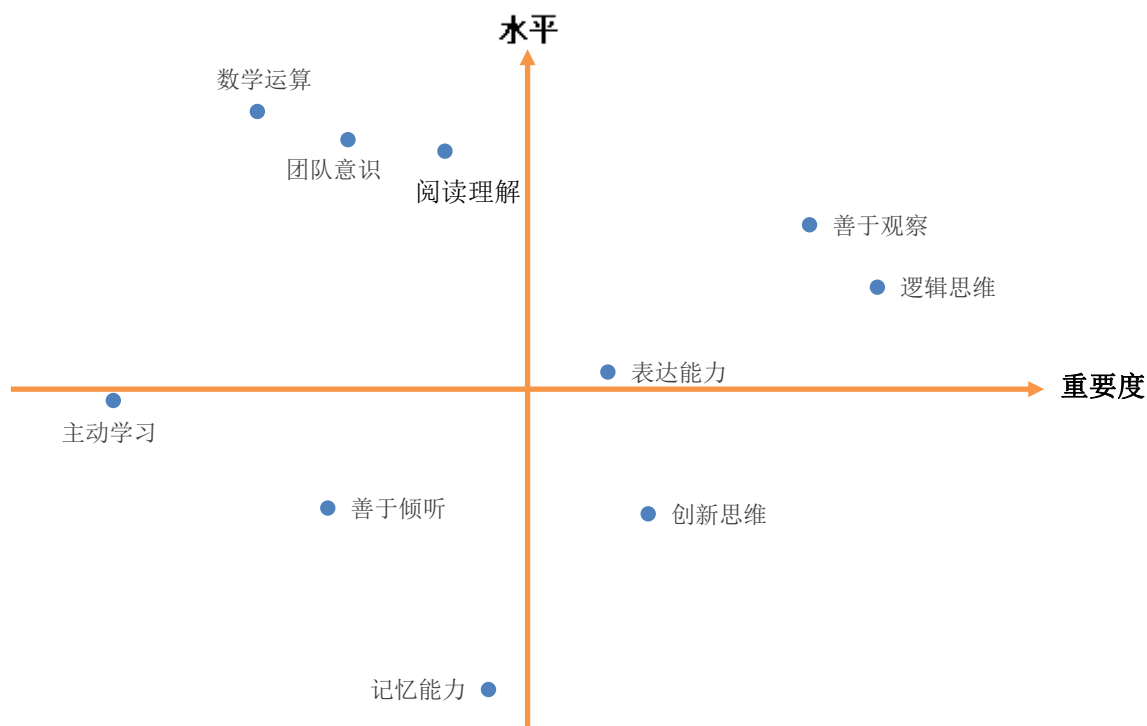 水平
数学运算
团队意识
阅读理解
善于观察
逻辑思维
表达能力
重要度
主动学习
善于倾听
创新思维
记忆能力